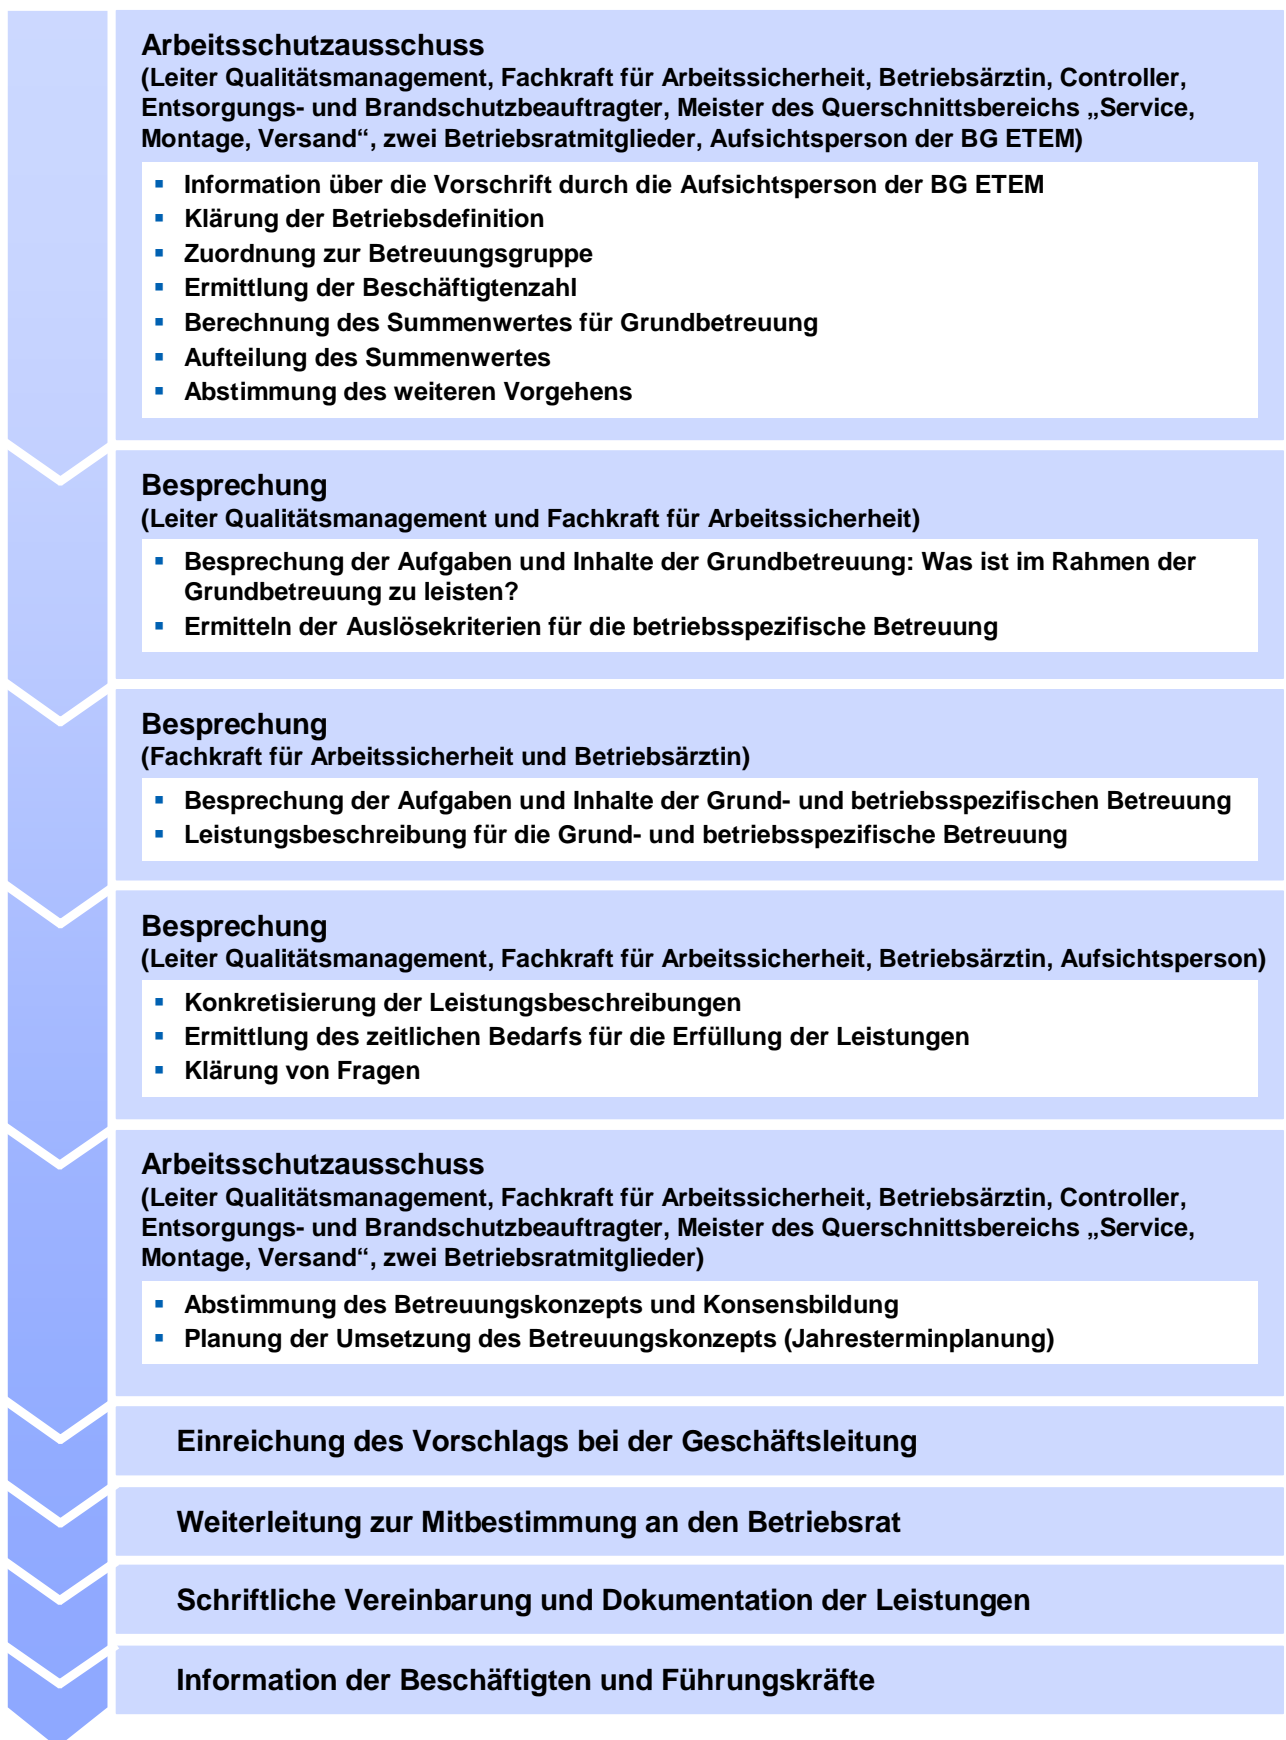 Arbeitsschutzausschuss
(Leiter Qualitätsmanagement, Fachkraft für Arbeitssicherheit, Betriebsärztin, Controller,
Entsorgungs- und Brandschutzbeauftragter, Meister des Querschnittsbereichs „Service,
Montage, Versand“, zwei Betriebsratmitglieder, Aufsichtsperson der BG ETEM)
▪ Information über die Vorschrift durch die Aufsichtsperson der BG ETEM
▪ Klärung der Betriebsdefinition
▪ Zuordnung zur Betreuungsgruppe
▪ Ermittlung der Beschäftigtenzahl
▪ Berechnung des Summenwertes für Grundbetreuung
▪ Aufteilung des Summenwertes
▪ Abstimmung des weiteren Vorgehens
Besprechung
(Leiter Qualitätsmanagement und Fachkraft für Arbeitssicherheit)
▪ Besprechung der Aufgaben und Inhalte der Grundbetreuung: Was ist im Rahmen der
Grundbetreuung zu leisten?
▪ Ermitteln der Auslösekriterien für die betriebsspezifische Betreuung
Besprechung
(Fachkraft für Arbeitssicherheit und Betriebsärztin)
▪ Besprechung der Aufgaben und Inhalte der Grund- und betriebsspezifischen Betreuung
▪ Leistungsbeschreibung für die Grund- und betriebsspezifische Betreuung
Besprechung
(Leiter Qualitätsmanagement, Fachkraft für Arbeitssicherheit, Betriebsärztin, Aufsichtsperson)
▪ Konkretisierung der Leistungsbeschreibungen
▪ Ermittlung des zeitlichen Bedarfs für die Erfüllung der Leistungen
▪ Klärung von Fragen
Arbeitsschutzausschuss
(Leiter Qualitätsmanagement, Fachkraft für Arbeitssicherheit, Betriebsärztin, Controller,
Entsorgungs- und Brandschutzbeauftragter, Meister des Querschnittsbereichs „Service,
Montage, Versand“, zwei Betriebsratmitglieder)
▪ Abstimmung des Betreuungskonzepts und Konsensbildung
▪ Planung der Umsetzung des Betreuungskonzepts (Jahresterminplanung)
Einreichung des Vorschlags bei der Geschäftsleitung
Weiterleitung zur Mitbestimmung an den Betriebsrat
Schriftliche Vereinbarung und Dokumentation der Leistungen
Information der Beschäftigten und Führungskräfte